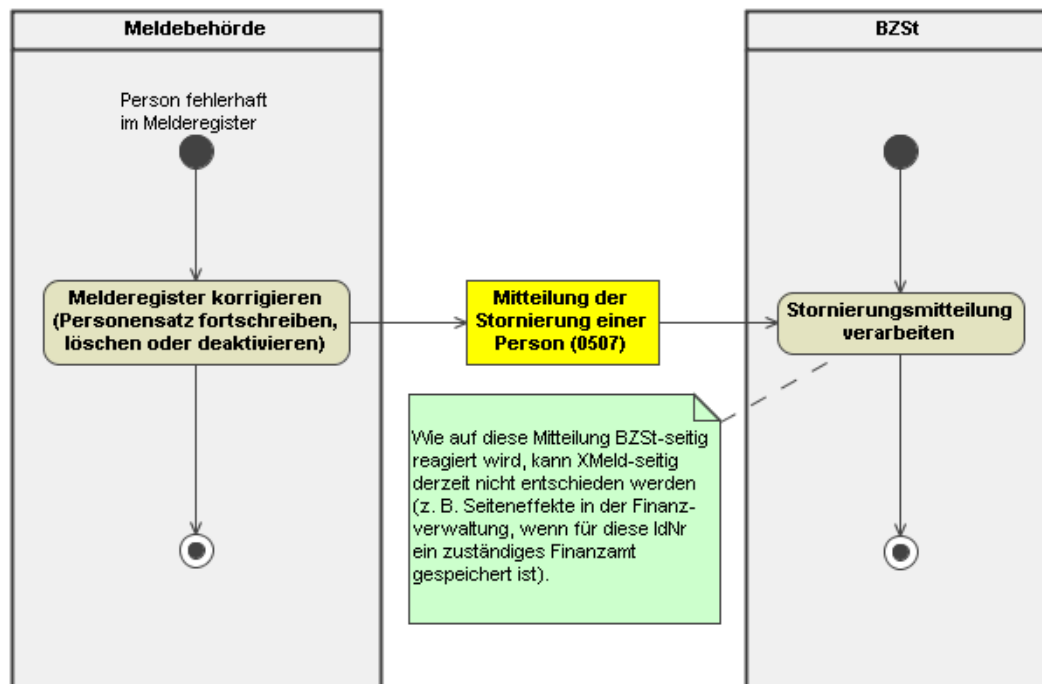 Meldebehörde
BZSt
Person fehlerhaft
im Melderegister
Melderegister korrigieren
(Personensatz fortschreiben,
löschen oder deaktivieren)
Mitteilung der
Stornierung einer
Person (0507)
Stornierungsmitteilung
verarbeiten
Wie auf diese Mitteilung BZSt-seitig
reagiert wird, kann XMeld-seitig
derzeit nicht entschieden werden
(z. B. Seiteneffekte in der Finanz-
verwaltung, wenn für diese IdNr
ein zuständiges Finanzamt
gespeichert ist).